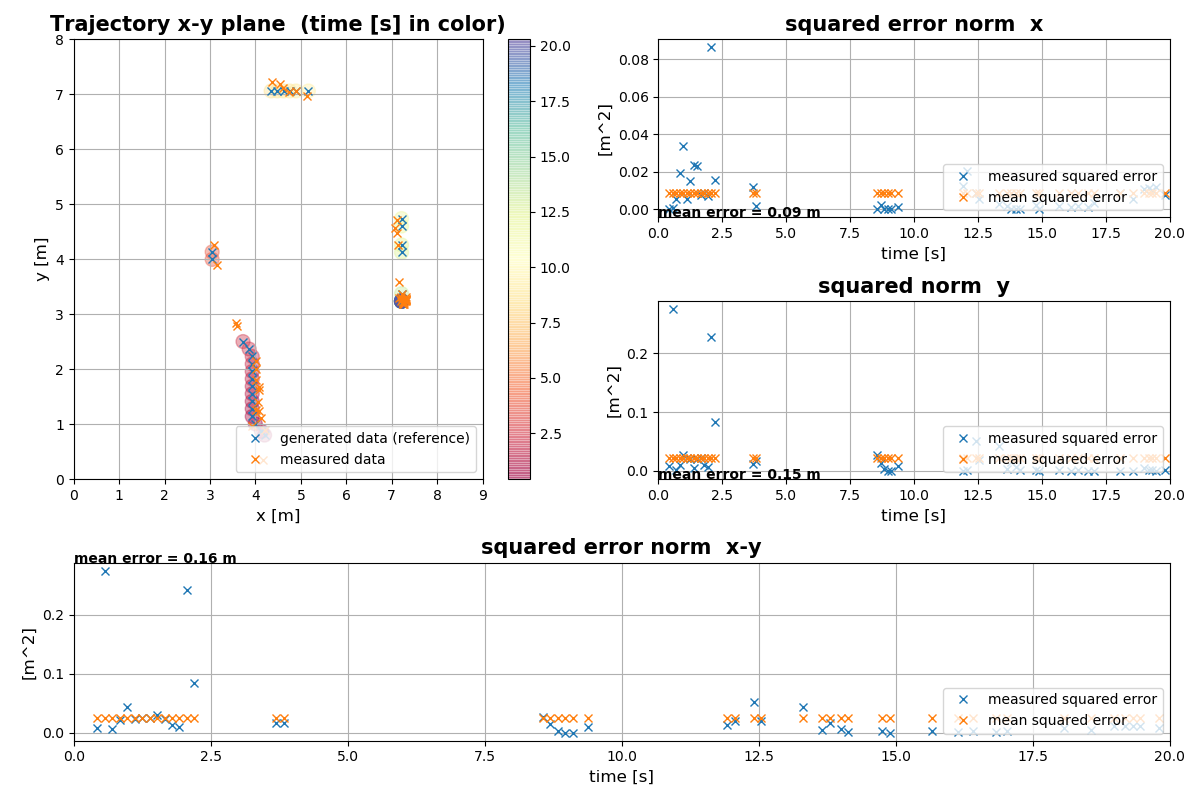 Trajectory x-y plane  (time [s] in color)
8
7
6
5
4
3
2
1
0
y [m]
0 1 2 3 4 5 6 7 8 9
x [m]
generated data (reference)
measured data
20.0
17.5
15.0
12.5
10.0
7.5
5.0
2.5
squared error norm  x
0.08
0.06
0.04
0.02
0.00
[m^2]
measured squared error
mean squared error
mean error = 0.09 m
0.0 2.5 5.0 7.5 10.0 12.5 15.0 17.5 20.0
time [s]
squared norm  y
0.2
0.1
0.0
[m^2]
measured squared error
mean squared error
mean error = 0.15 m
0.0 2.5 5.0 7.5 10.0 12.5 15.0 17.5 20.0
time [s]
squared error norm  x-y
mean error = 0.16 m
0.2
0.1
0.0
[m^2]
measured squared error
mean squared error
0.0 2.5 5.0 7.5 10.0 12.5 15.0 17.5 20.0
time [s]